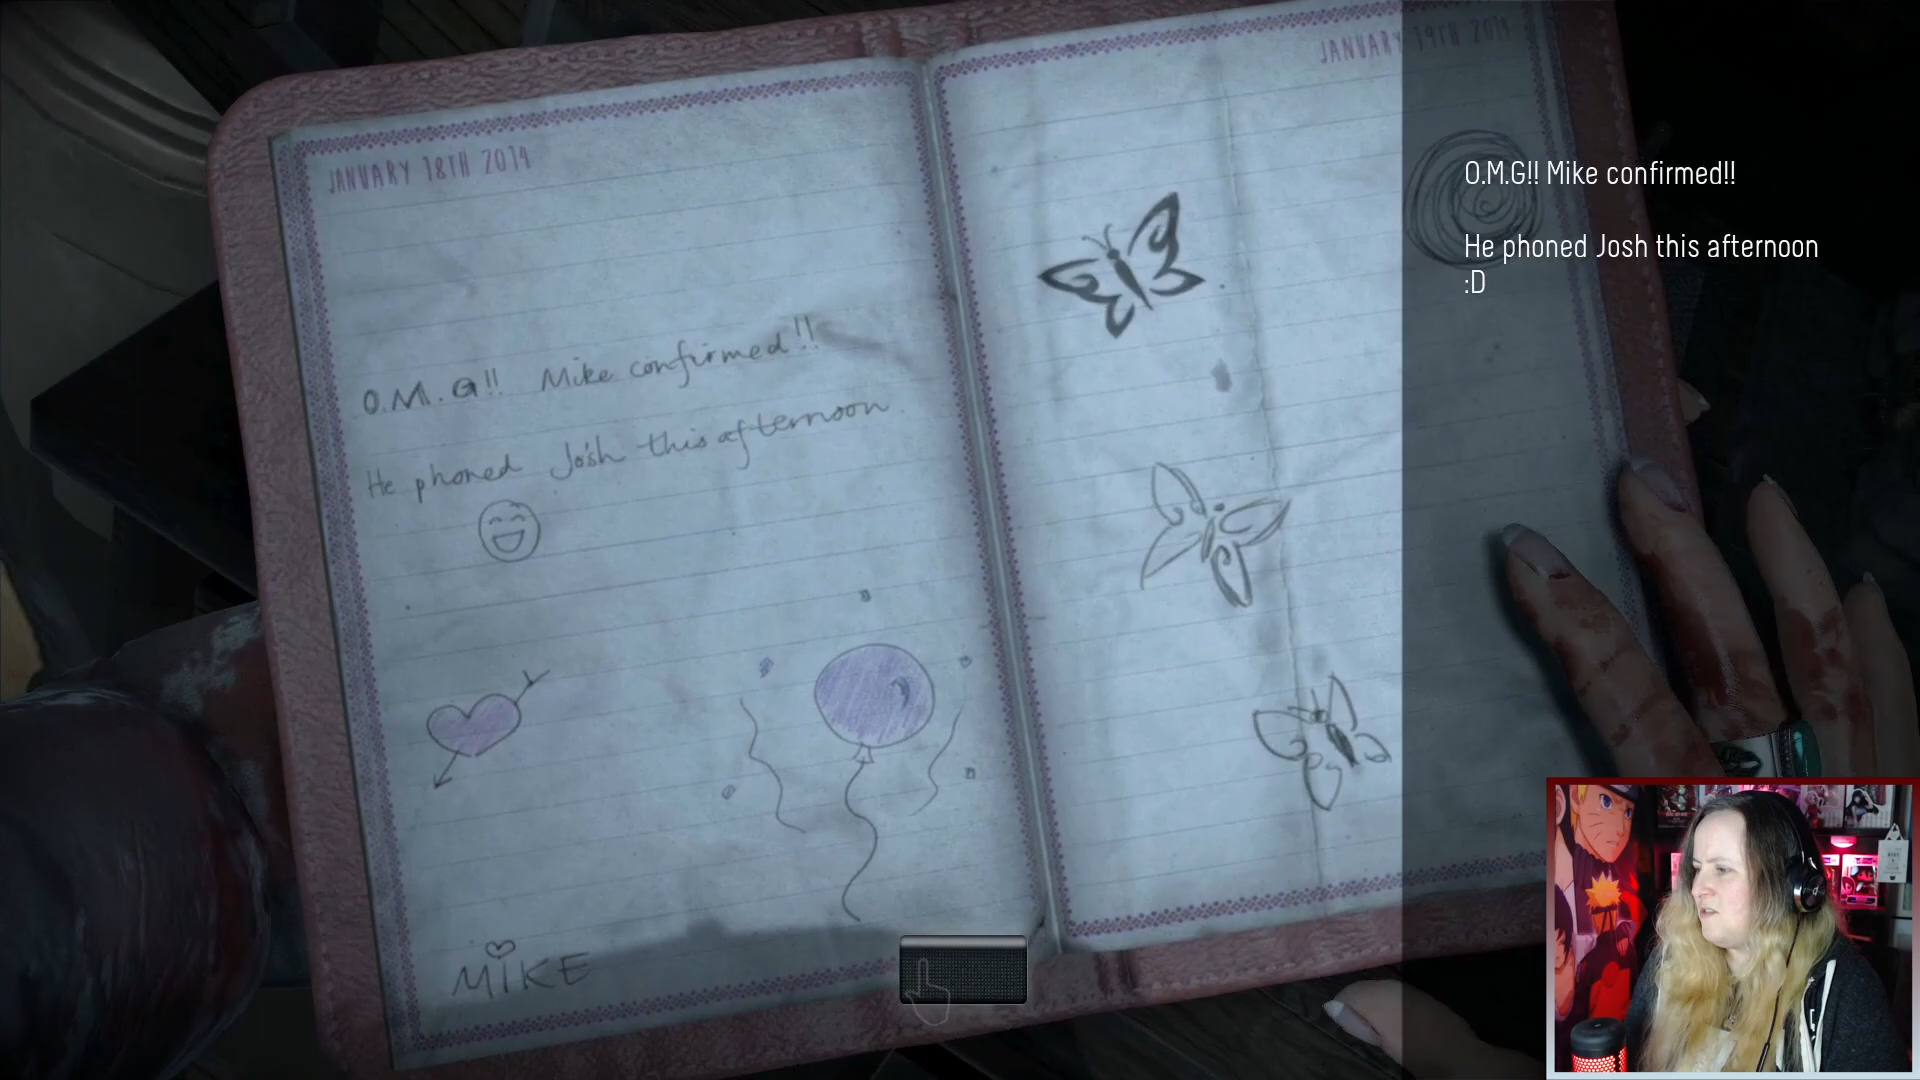 JANUARY 18TH 2014
O.M.G!! Mike confirmed!!
He phoned Josh this afternoon.
MIKE
JANUARY 19TH 2014
O.M.G!! Mike confirmed!!
He phoned Josh this afternoon
:D